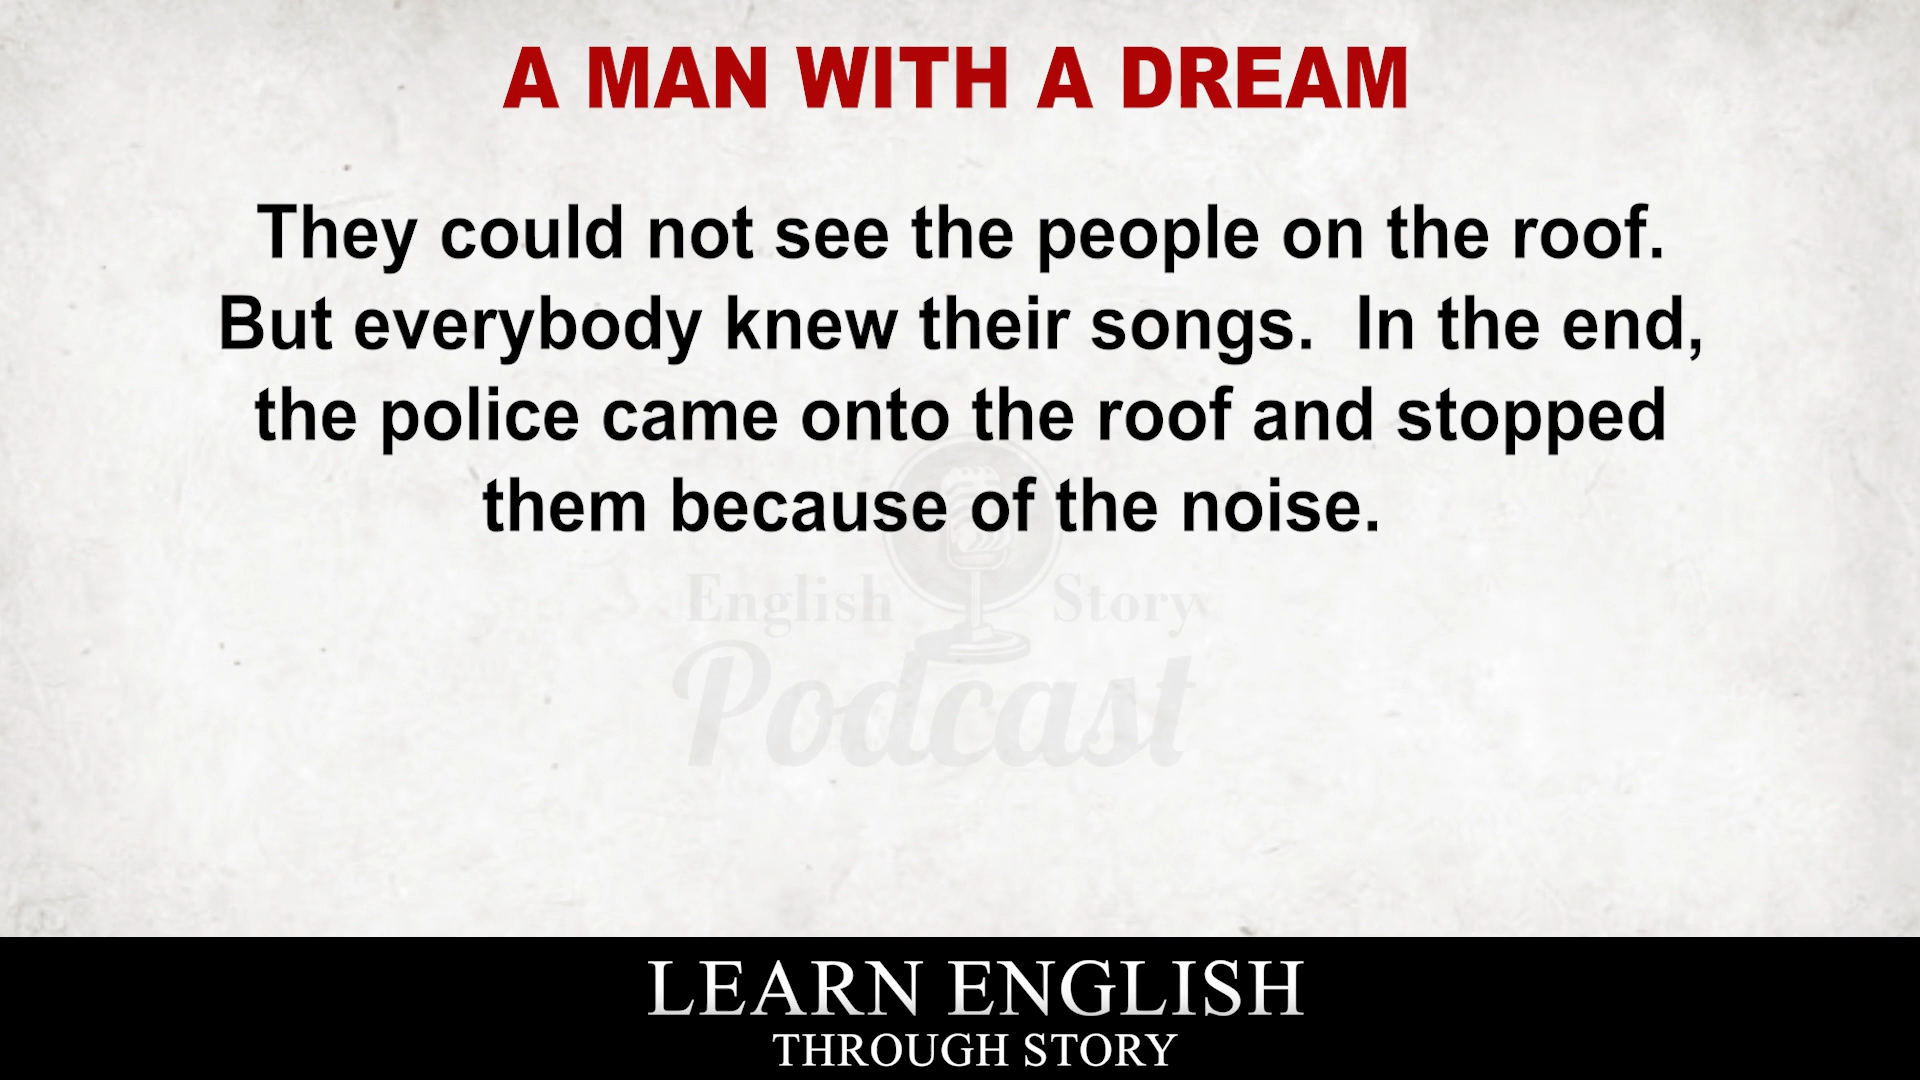 A MAN WITH A DREAM
They could not see the people on the roof.
But everybody knew their songs.  In the end,
the police came onto the roof and stopped
them because of the noise.
English Story
Podcast
LEARN ENGLISH
THROUGH STORY